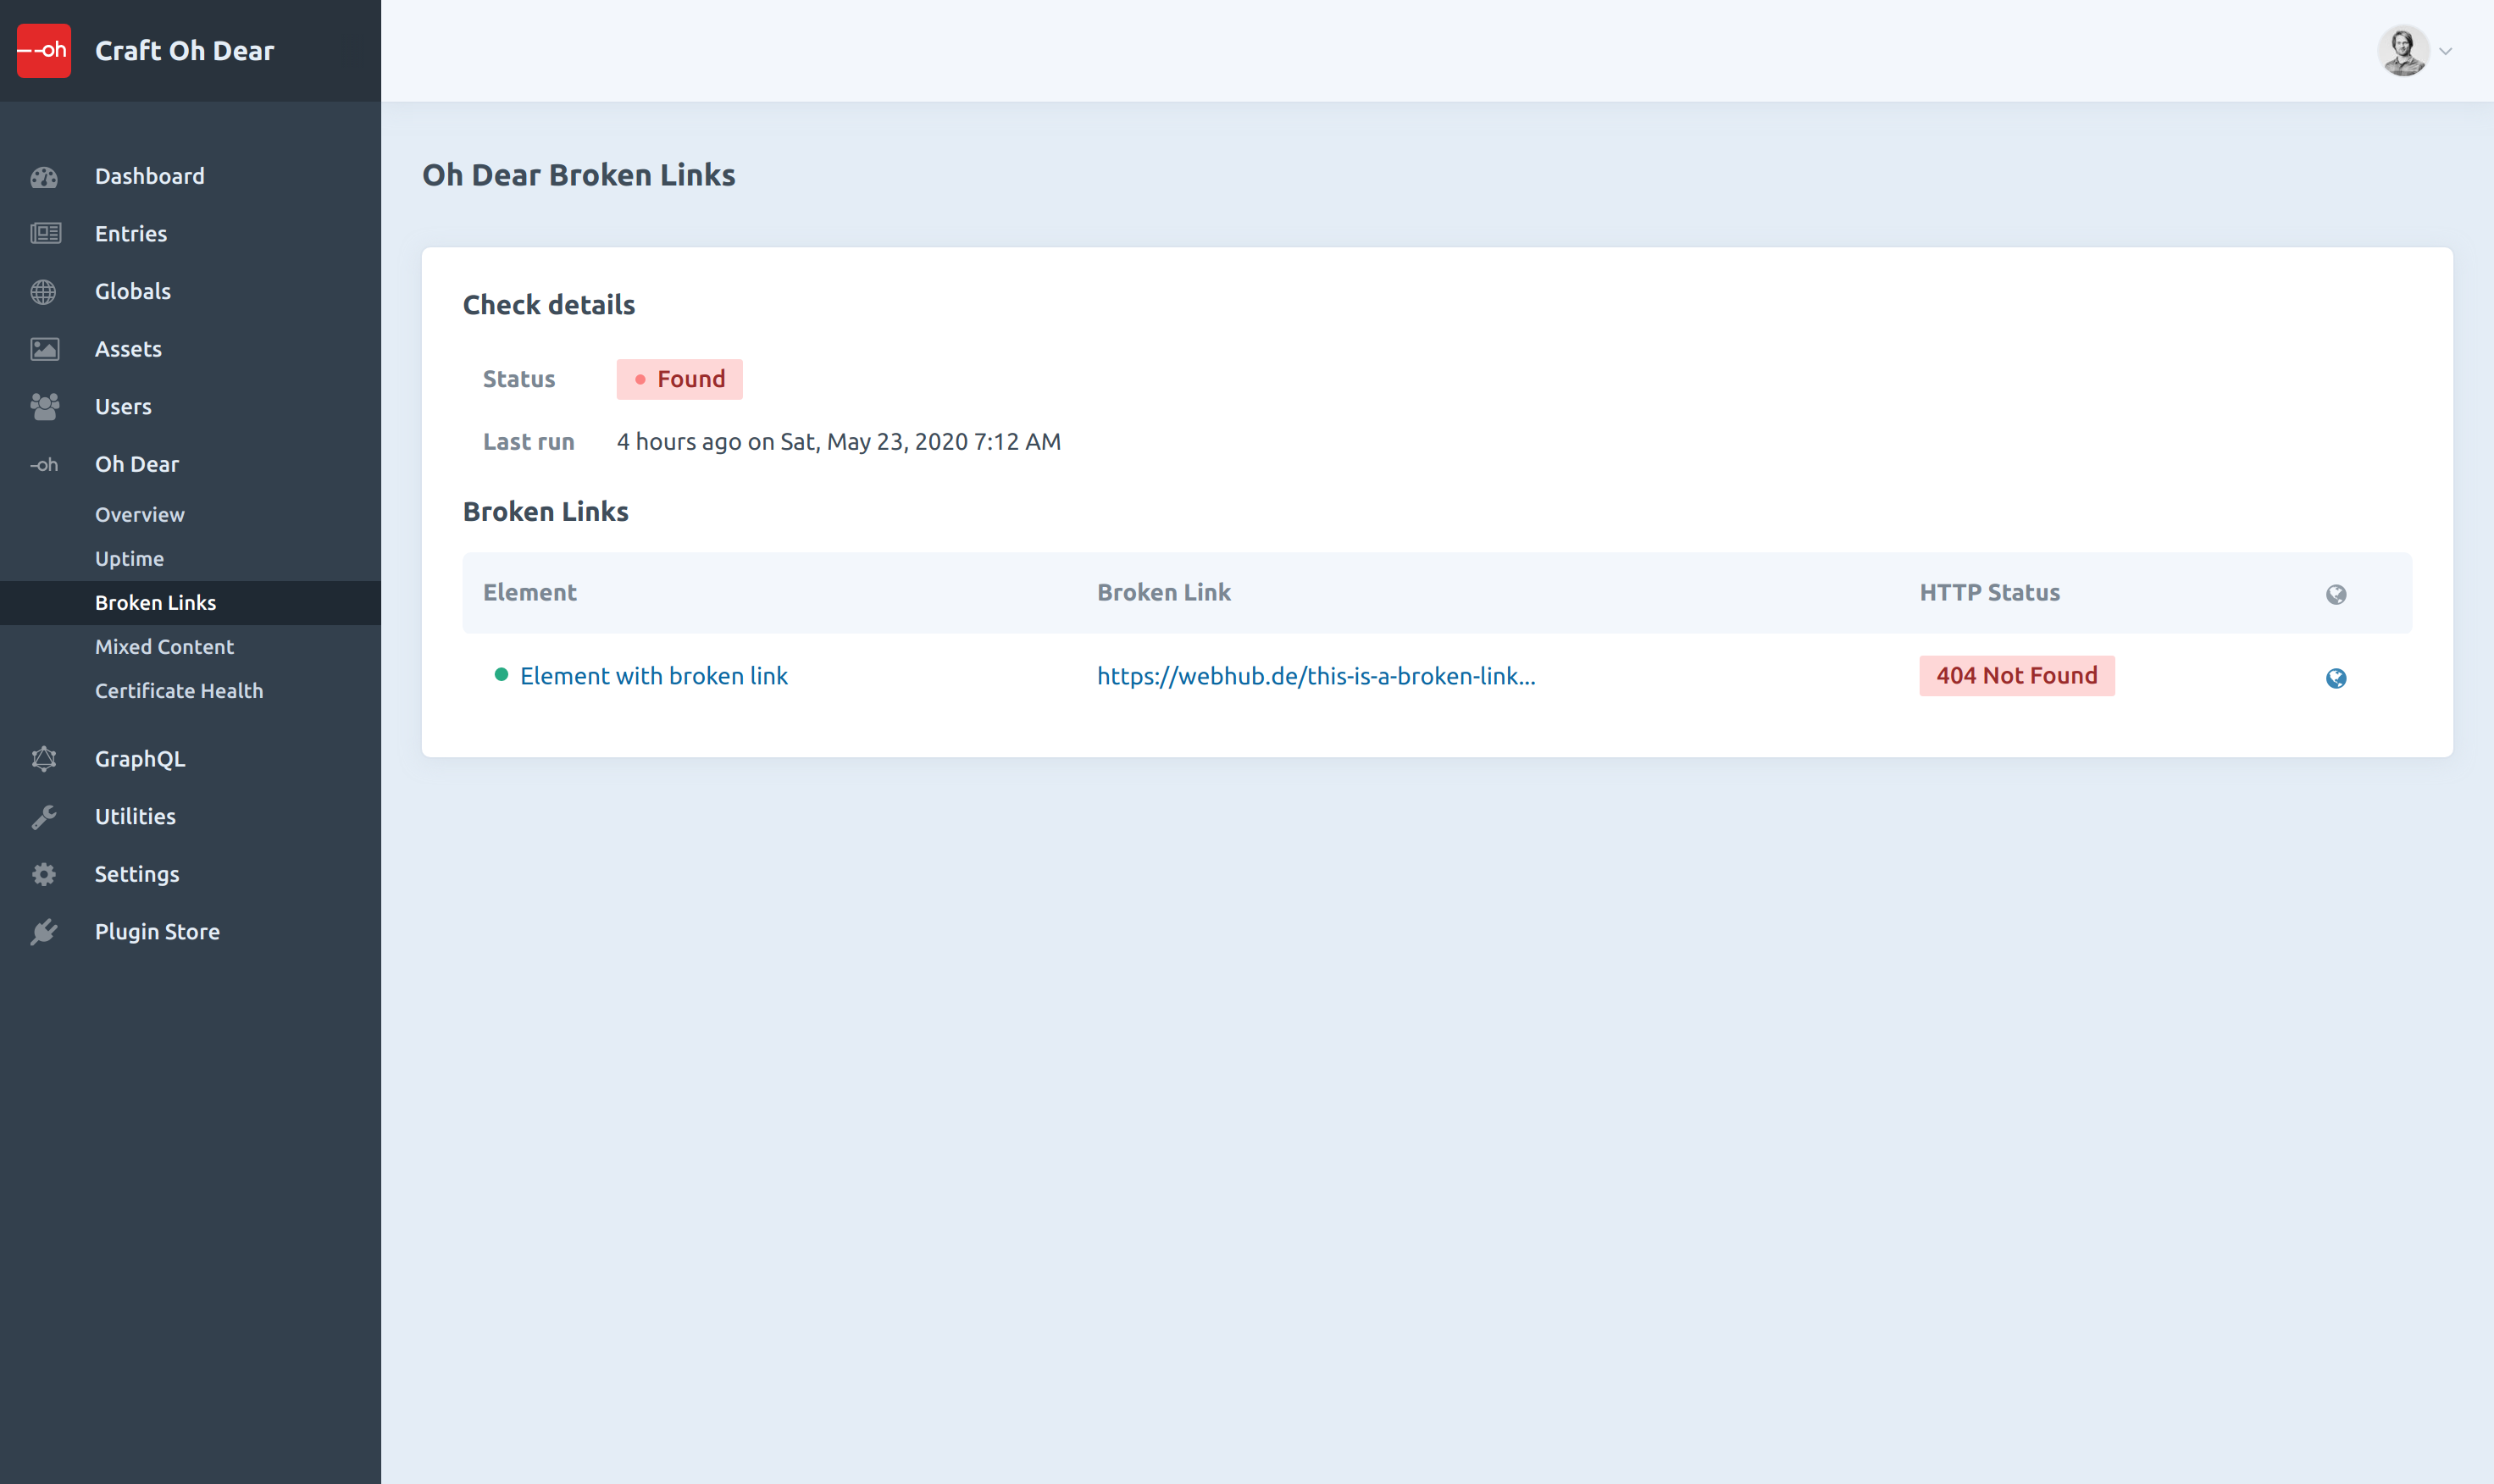 -oh
Craft Oh Dear
Dashboard
Entries
Globals
Assets
Users
-oh
Oh Dear
Overview
Uptime
Broken Links
Mixed Content
Certificate Health
GraphQL
Utilities
Settings
Plugin Store
Oh Dear Broken Links
Check details
Status Found
Last run 4 hours ago on Sat, May 23, 2020 7:12 AM
Broken Links
Element Broken Link HTTP Status
Element with broken link https://webhub.de/this-is-a-broken-link... 404 Not Found